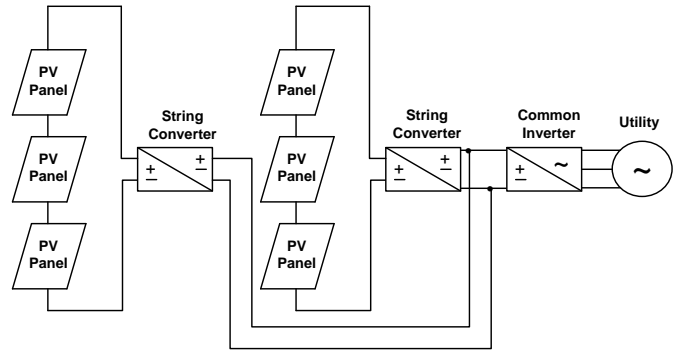 PV
Panel
PV
Panel
PV
Panel
String
Converter
+
−
+
−
PV
Panel
PV
Panel
PV
Panel
String
Converter
+
−
+
−
Common
Inverter
+
−
~
Utility
~